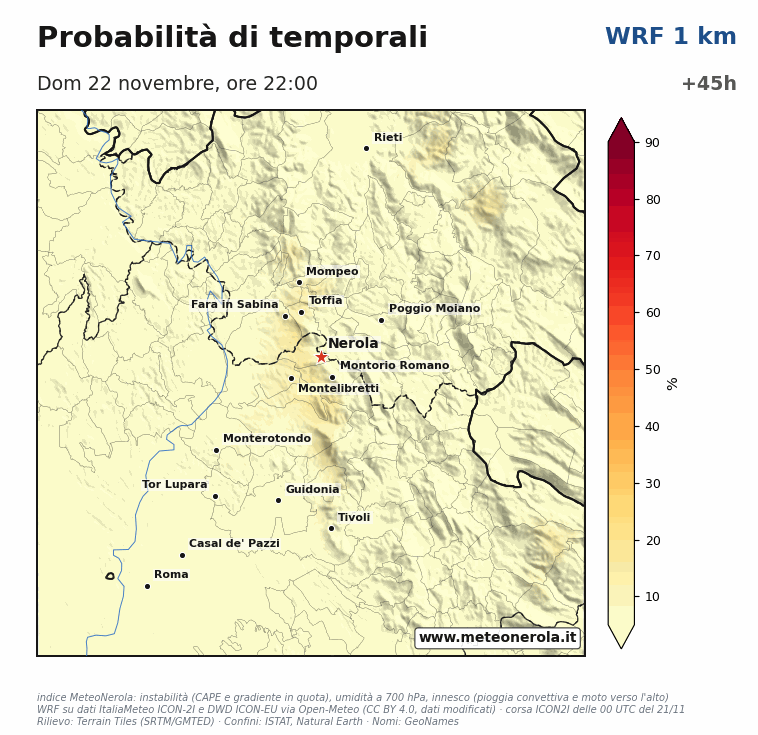 Probabilità di temporali
WRF 1 km
Dom 22 novembre, ore 22:00
+45h
Rieti
Mompeo
Fara in Sabina
Toffia
Poggio Moiano
Nerola
Montorio Romano
Montelibretti
Monterotondo
Tor Lupara
Guidonia
Tivoli
Casal de' Pazzi
Roma
www.meteonerola.it
90
80
70
60
50
40
30
20
10
%
indice MeteoNerola: instabilità (CAPE e gradiente in quota), umidità a 700 hPa, innesco (pioggia convettiva e moto verso l'alto)
WRF su dati ItaliaMeteo ICON-2I e DWD ICON-EU via Open-Meteo (CC BY 4.0, dati modificati) · corsa ICON2I delle 00 UTC del 21/11
Rilievo: Terrain Tiles (SRTM/GMTED) · Confini: ISTAT, Natural Earth · Nomi: GeoNames